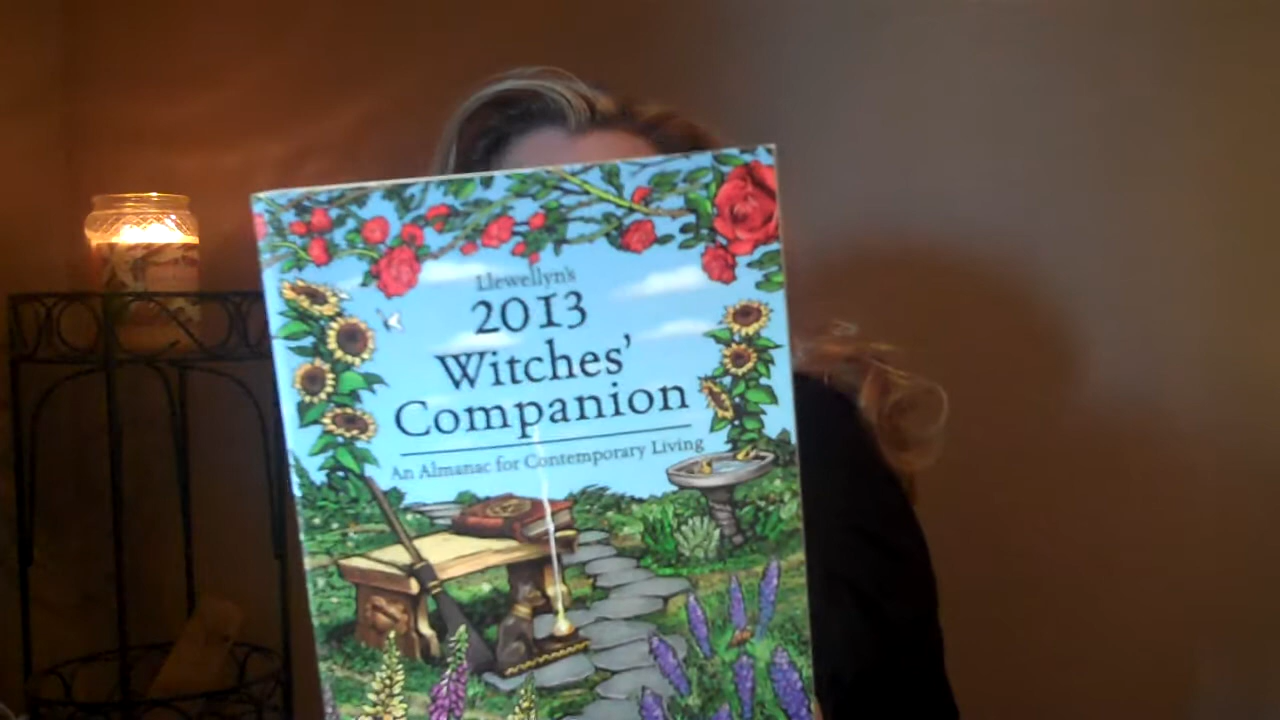 Llewellyn's
2013
Witches'
Companion
An Almanac for Contemporary Living